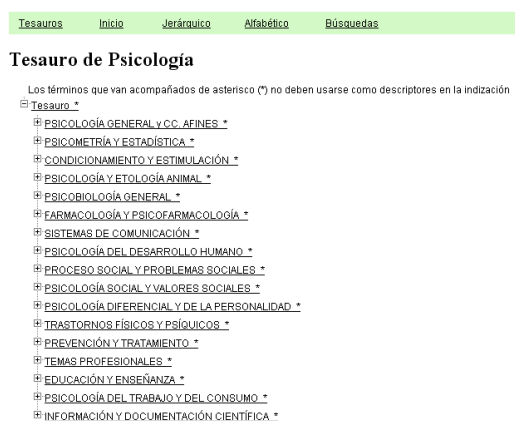 Tesauros Inicio Jerárquico Alfabético Búsquedas
Tesauro de Psicología
Los términos que van acompañados de asterisco (*) no deben usarse como descriptores en la indización
Tesauro *
PSICOLOGÍA GENERAL y CC. AFINES *
PSICOMETRÍA Y ESTADÍSTICA *
CONDICIONAMIENTO Y ESTIMULACIÓN *
PSICOLOGÍA Y ETOLOGÍA ANIMAL *
PSICOBIOLOGÍA GENERAL *
FARMACOLOGÍA Y PSICOFARMACOLOGÍA *
SISTEMAS DE COMUNICACIÓN *
PSICOLOGÍA DEL DESARROLLO HUMANO *
PROCESO SOCIAL Y PROBLEMAS SOCIALES *
PSICOLOGÍA SOCIAL Y VALORES SOCIALES *
PSICOLOGÍA DIFERENCIAL Y DE LA PERSONALIDAD *
TRASTORNOS FÍSICOS Y PSÍQUICOS *
PREVENCIÓN Y TRATAMIENTO *
TEMAS PROFESIONALES *
EDUCACIÓN Y ENSEÑANZA *
PSICOLOGÍA DEL TRABAJO Y DEL CONSUMO *
INFORMACIÓN Y DOCUMENTACIÓN CIENTÍFICA *